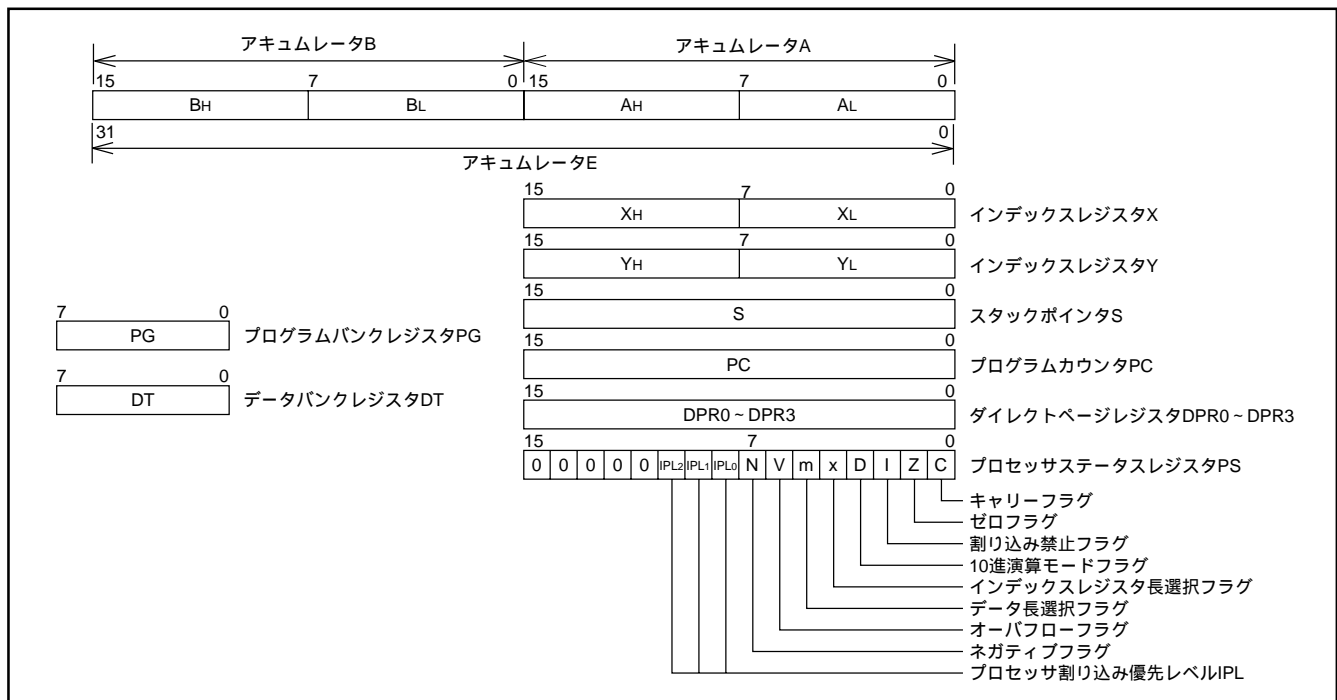 アキュムレータB アキュムレータA
15 7 0 15 7 0
BH BL AH AL
31 0
アキュムレータE
15 7 0
XH XL インデックスレジスタX
15 7 0
YH YL インデックスレジスタY
15 0
S スタックポインタS
7 0
PG プログラムバンクレジスタPG
15 0
PC プログラムカウンタPC
7 0
DT データバンクレジスタDT
15 0
DPR0 ~ DPR3 ダイレクトページレジスタDPR0 ~ DPR3
15 7 0
0 0 0 0 0 IPL2 IPL1 IPL0 N V m x D I Z C プロセッサステータスレジスタPS
キャリーフラグ
ゼロフラグ
割り込み禁止フラグ
10進演算モードフラグ
インデックスレジスタ長選択フラグ
データ長選択フラグ
オーバフローフラグ
ネガティブフラグ
プロセッサ割り込み優先レベルIPL